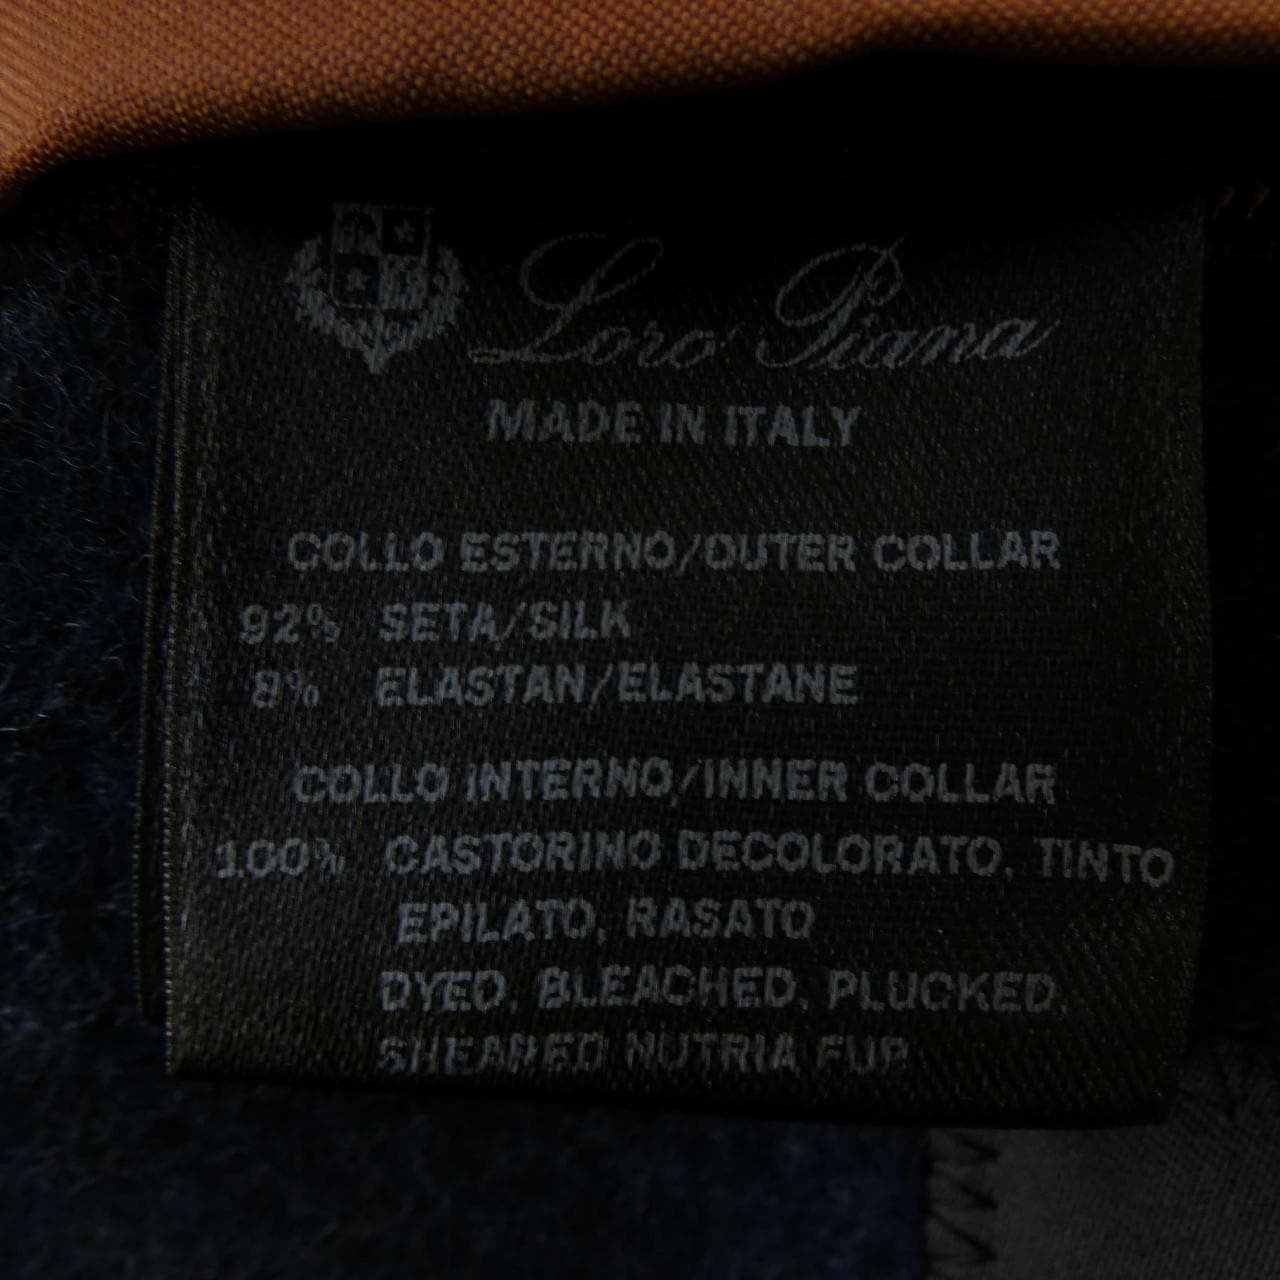 Loro Piana
MADE IN ITALY
COLLO ESTERNO/OUTER COLLAR
92% SETA/SILK
8% ELASTAN/ELASTANE
COLLO INTERNO/INNER COLLAR
100% CASTORINO DECOLORATO, TINTO
EPILATO, RASATO
DYED, BLEACHED, PLUCKED,
SHEARED NUTRIA FUR